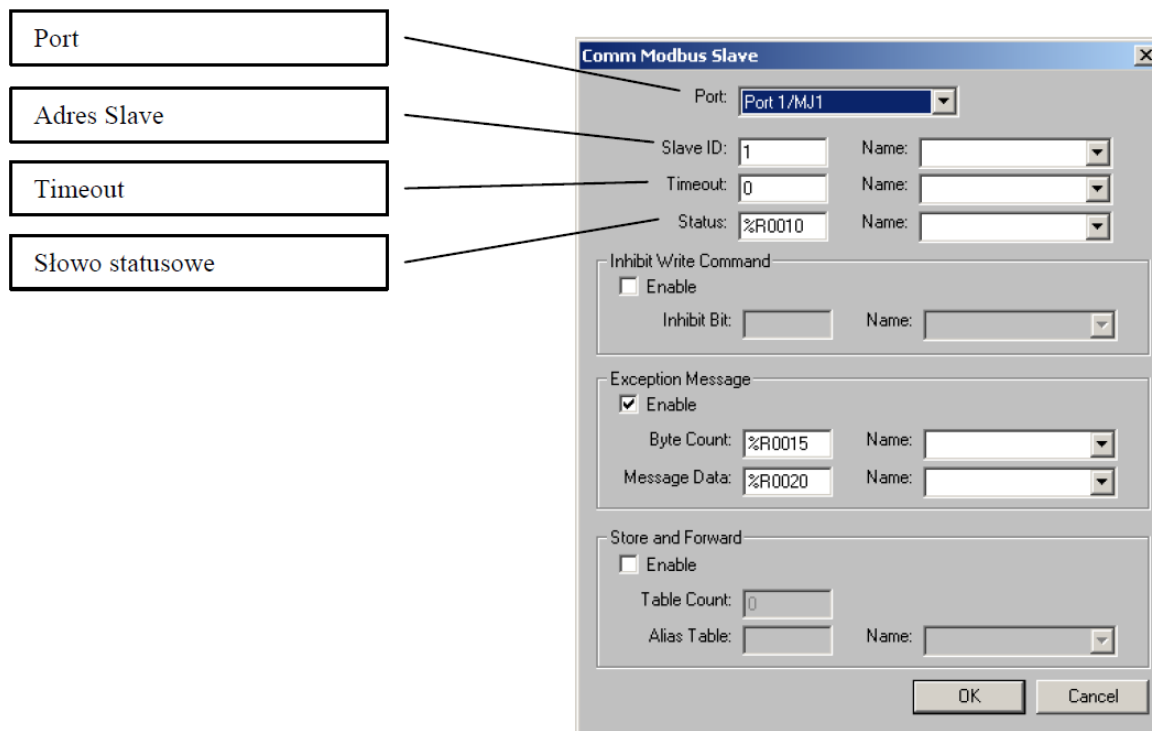 Port
Adres Slave
Timeout
Słowo statusowe
Comm Modbus Slave
Port: Port 1/MJ1
Slave ID: 1 Name:
Timeout: 0 Name:
Status: %R0010 Name:
Inhibit Write Command
Enable
Inhibit Bit: Name:
Exception Message
Enable
Byte Count: %R0015 Name:
Message Data: %R0020 Name:
Store and Forward
Enable
Table Count: 0
Alias Table: Name:
OK Cancel